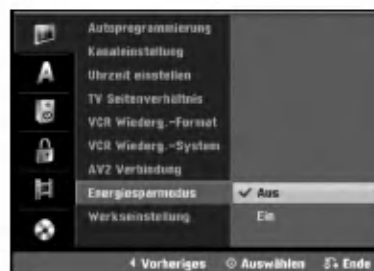 Autoprogrammierung
Kanaleinstellung
Uhrzeit einstellen
TV Seitenverhältnis
VCR Wiederg.-Format
VCR Wiederg.-System
AV2 Verbindung
Energiesparmodus
✓ Aus
Werkseinstellung
Ein
A
Vorheriges
Auswählen
Ende